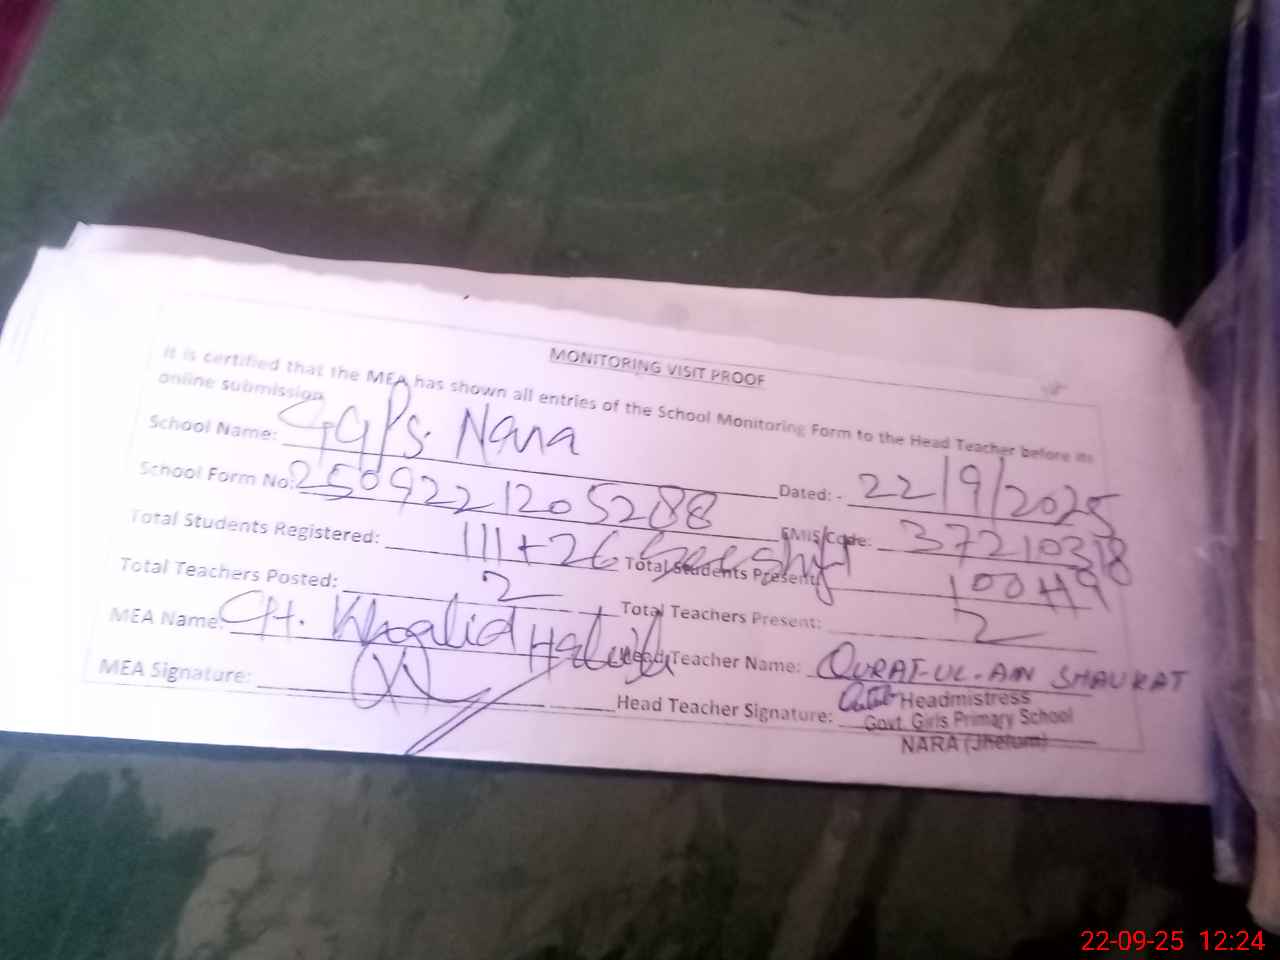 MONITORING VISIT PROOF
It is certified that the MEA has shown all entries of the School Monitoring Form to the Head Teacher before its
online submission
School Name: GGPS. Nara Dated: - 22/9/2025
School Form No: 2509221205288 EMIS Code: 37210318
Total Students Registered: 111+26 Total Students Present: 100+19
Total Teachers Posted: 2 Total Teachers Present: 2
MEA Name: CH. Khalid Head Teacher Name: QURAT-UL-AIN SHAUKAT
MEA Signature: Head Teacher Signature:
Headmistress
Govt. Girls Primary School
NARA (Jhelum)
22-09-25 12:24